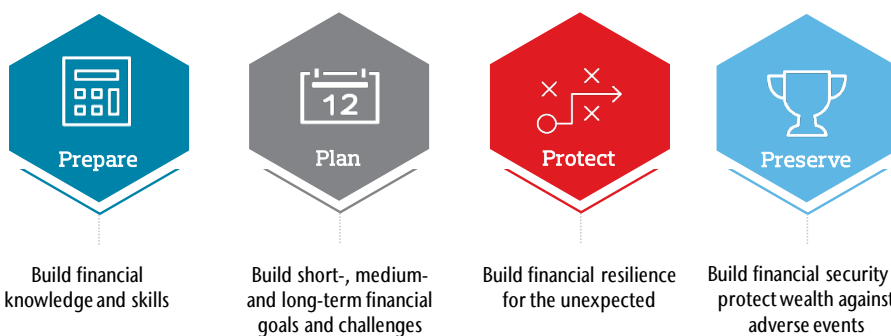 12
Prepare
Plan
Protect
Preserve
Build financial
knowledge and skills
Build short-, medium-
and long-term financial
goals and challenges
Build financial resilience
for the unexpected
Build financial security
protect wealth against
adverse events